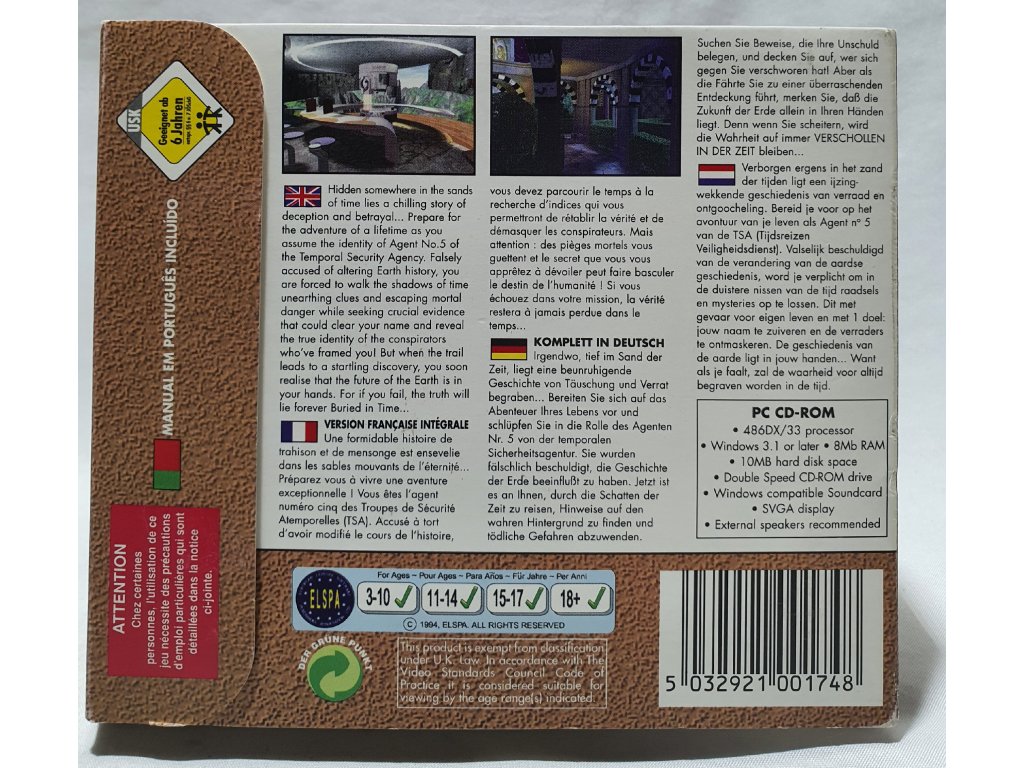 USK
Geeignet ab
6 Jahren
MANUAL EM PORTUGUÊS INCLUÍDO
ATTENTION
Chez certaines
personnes, l'utilisation de ce
jeu nécessite des précautions
d'emploi particulières qui sont
détaillées dans la notice
ci-jointe.
Hidden somewhere in the sands
of time lies a chilling story of
deception and betrayal... Prepare for
the adventure of a lifetime as you
assume the identity of Agent No.5 of
the Temporal Security Agency. Falsely
accused of altering Earth history, you
are forced to walk the shadows of time
unearthing clues and escaping mortal
danger while seeking crucial evidence
that could clear your name and reveal
the true identity of the conspirators
who've framed you! But when the trail
leads to a startling discovery, you soon
realise that the future of the Earth is in
your hands. For if you fail, the truth will
lie forever Buried in Time...
VERSION FRANÇAISE INTÉGRALE
Une formidable histoire de
trahison et de mensonge est ensevelie
dans les sables mouvants de l'éternité...
Préparez vous à vivre une aventure
exceptionnelle ! Vous êtes l'agent
numéro cinq des Troupes de Sécurité
Atemporelles (TSA). Accusé à tort
d'avoir modifié le cours de l'histoire,
vous devez parcourir le temps à la
recherche d'indices qui vous
permettront de rétablir la vérité et de
démasquer les conspirateurs. Mais
attention : des pièges mortels vous
guettent et le secret que vous vous
apprêtez à dévoiler peut faire basculer
le destin de l'humanité ! Si vous
échouez dans votre mission, la vérité
restera à jamais perdue dans le
temps...
KOMPLETT IN DEUTSCH
Irgendwo, tief im Sand der
Zeit, liegt eine beunruhigende
Geschichte von Täuschung und Verrat
begraben... Bereiten Sie sich auf das
Abenteuer Ihres Lebens vor und
schlüpfen Sie in die Rolle des Agenten
Nr. 5 von der temporalen
Sicherheitsagentur. Sie wurden
fälschlich beschuldigt, die Geschichte
der Erde beeinflußt zu haben. Jetzt ist
es an Ihnen, durch die Schatten der
Zeit zu reisen, Hinweise auf den
wahren Hintergrund zu finden und
tödliche Gefahren abzuwenden.
Suchen Sie Beweise, die Ihre Unschuld
belegen, und decken Sie auf, wer sich
gegen Sie verschworen hat! Aber als
die Fährte Sie zu einer überraschenden
Entdeckung führt, merken Sie, daß die
Zukunft der Erde allein in Ihren Händen
liegt. Denn wenn Sie scheitern, wird
die Wahrheit auf immer VERSCHOLLEN
IN DER ZEIT bleiben...
Verborgen ergens in het zand
der tijden ligt een ijzing-
wekkende geschiedenis van verraad en
ontgoocheling. Bereid je voor op het
avontuur van je leven als Agent nº 5
van de TSA (Tijdsreizen
Veiligheidsdienst). Valselijk beschuldigd
van de verandering van de aardse
geschiedenis, word je verplicht om in
de duistere nissen van de tijd raadsels
en mysteries op te lossen. Dit met
gevaar voor eigen leven en met 1 doel:
jouw naam te zuiveren en de verraders
te ontmaskeren. De geschiedenis van
de aarde ligt in jouw handen... Want
als je faalt, zal de waarheid voor altijd
begraven worden in de tijd.
PC CD-ROM
• 486DX/33 processor
• Windows 3.1 or later • 8Mb RAM
• 10MB hard disk space
• Double Speed CD-ROM drive
• Windows compatible Soundcard
• SVGA display
• External speakers recommended
ELSPA
For Ages ~ Pour Ages ~ Para Años ~ Für Jahre ~ Per Anni
3-10 11-14 15-17 18+
© 1994, ELSPA. ALL RIGHTS RESERVED
DER GRÜNE PUNKT
This product is exempt from classification
under U.K. Law. In accordance with The
Video Standards Council Code of
Practice it is considered suitable for
viewing by the age range(s) indicated.
5 032921 001748